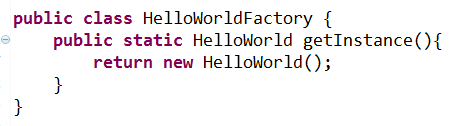 public class HelloWorldFactory {
    public static HelloWorld getInstance(){
        return new HelloWorld();
    }
}